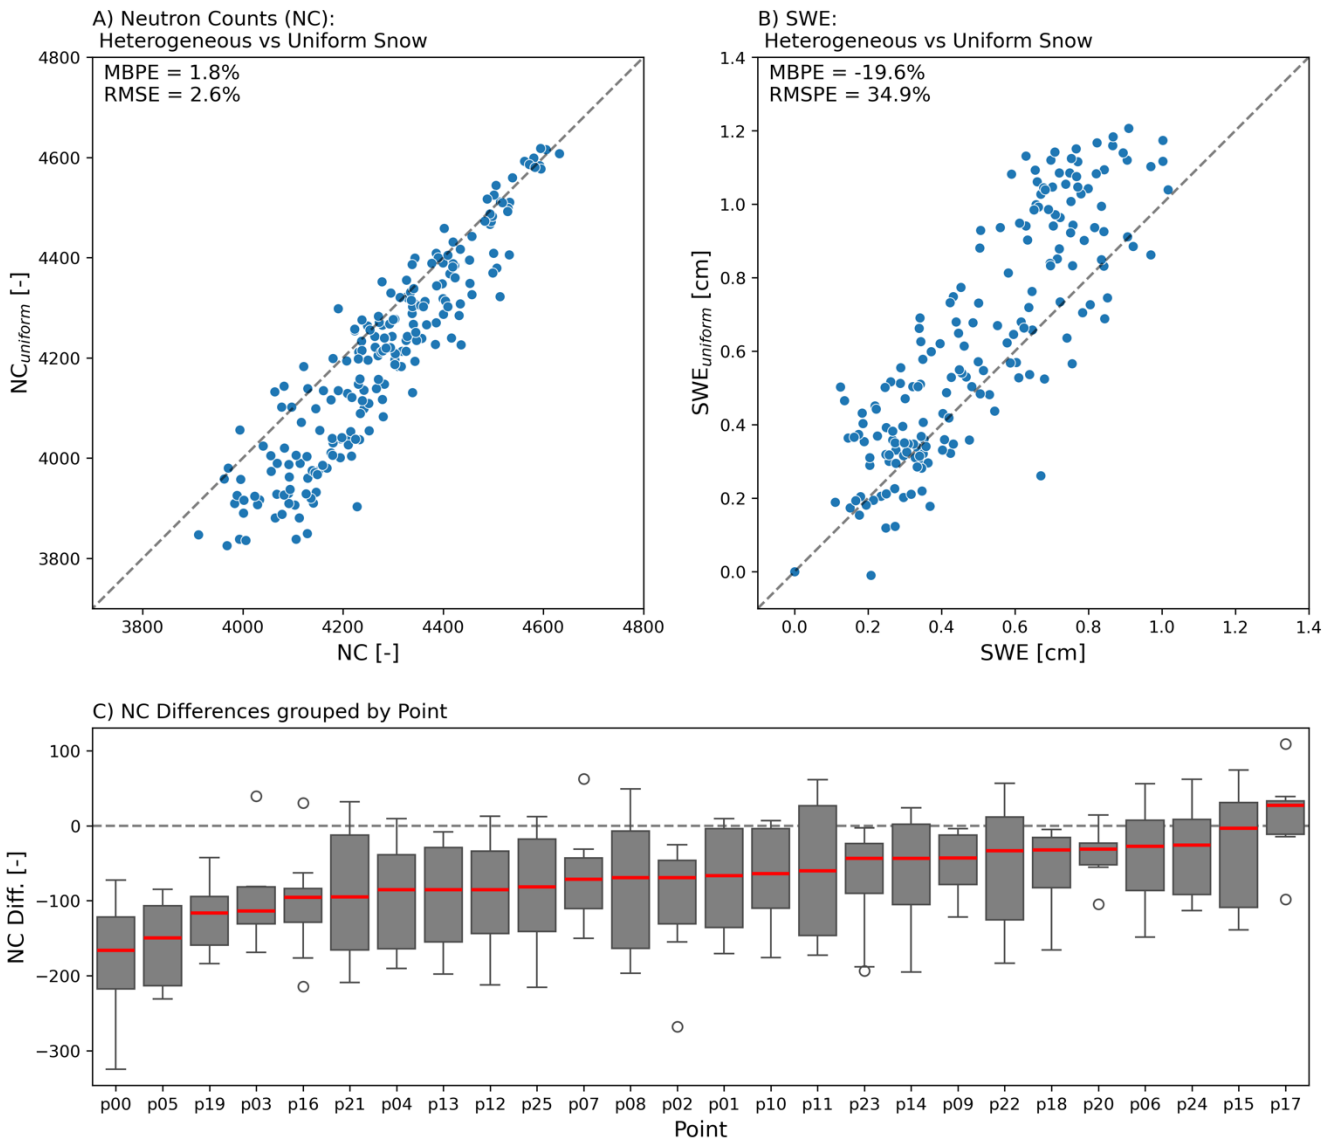 A) Neutron Counts (NC):
Heterogeneous vs Uniform Snow
MBPE = 1.8%
RMSE = 2.6%
4800
4600
4400
4200
4000
3800
NC_uniform [-]
3800 4000 4200 4400 4600 4800
NC [-]
B) SWE:
Heterogeneous vs Uniform Snow
MBPE = -19.6%
RMSPE = 34.9%
1.4
1.2
1.0
0.8
0.6
0.4
0.2
0.0
SWE_uniform [cm]
0.0 0.2 0.4 0.6 0.8 1.0 1.2 1.4
SWE [cm]
C) NC Differences grouped by Point
100
0
−100
−200
−300
NC Diff. [-]
p00 p05 p19 p03 p16 p21 p04 p13 p12 p25 p07 p08 p02 p01 p10 p11 p23 p14 p09 p22 p18 p20 p06 p24 p15 p17
Point